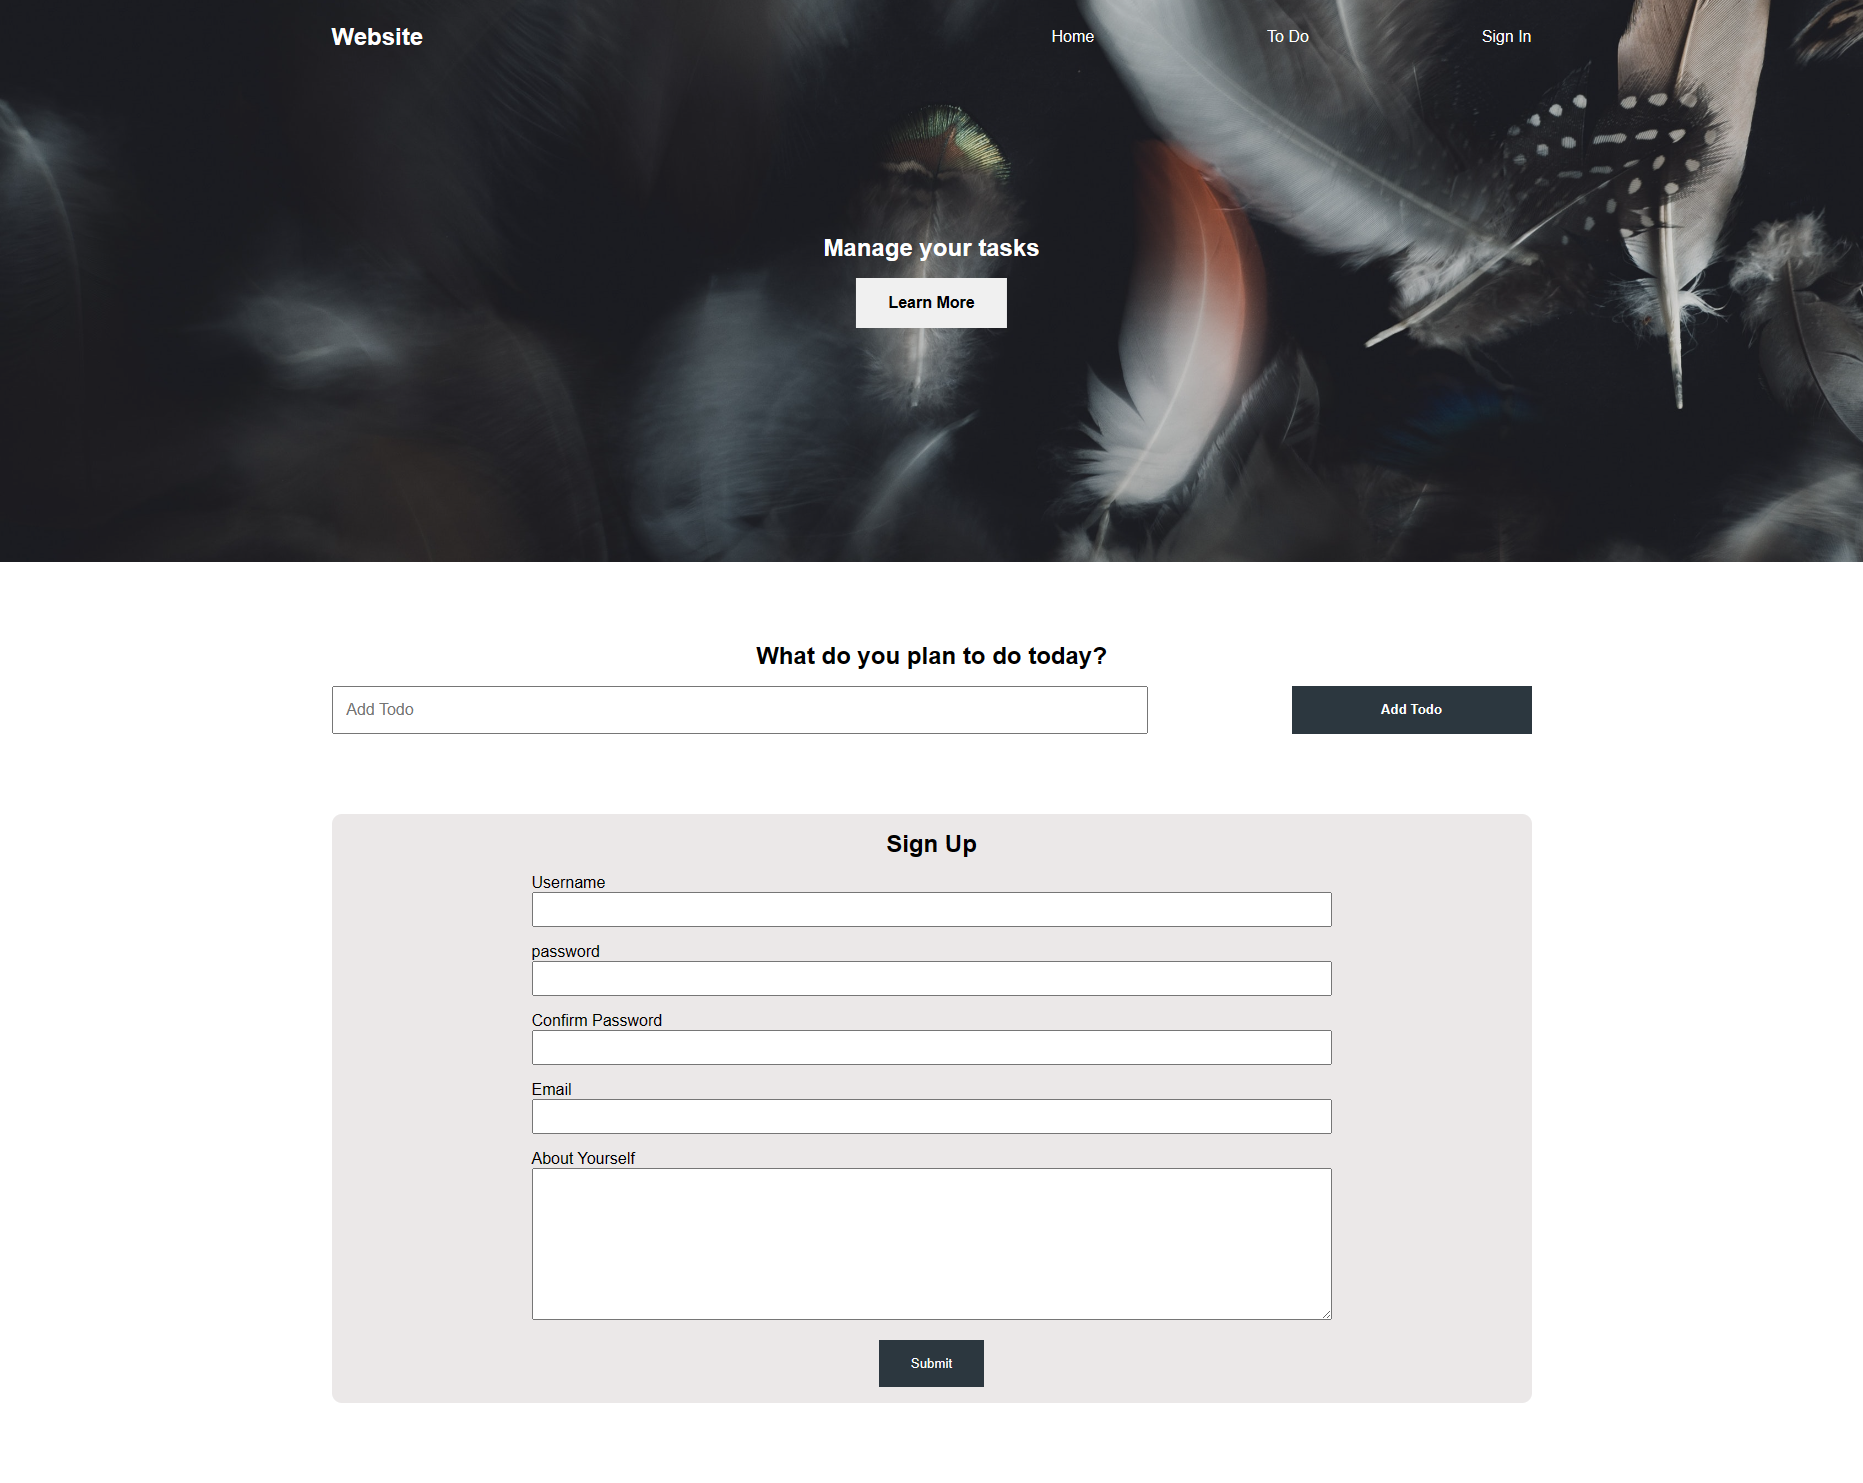 Website Home To Do Sign In
Manage your tasks
Learn More
What do you plan to do today?
Add Todo Add Todo
Sign Up
Username
password
Confirm Password
Email
About Yourself
Submit